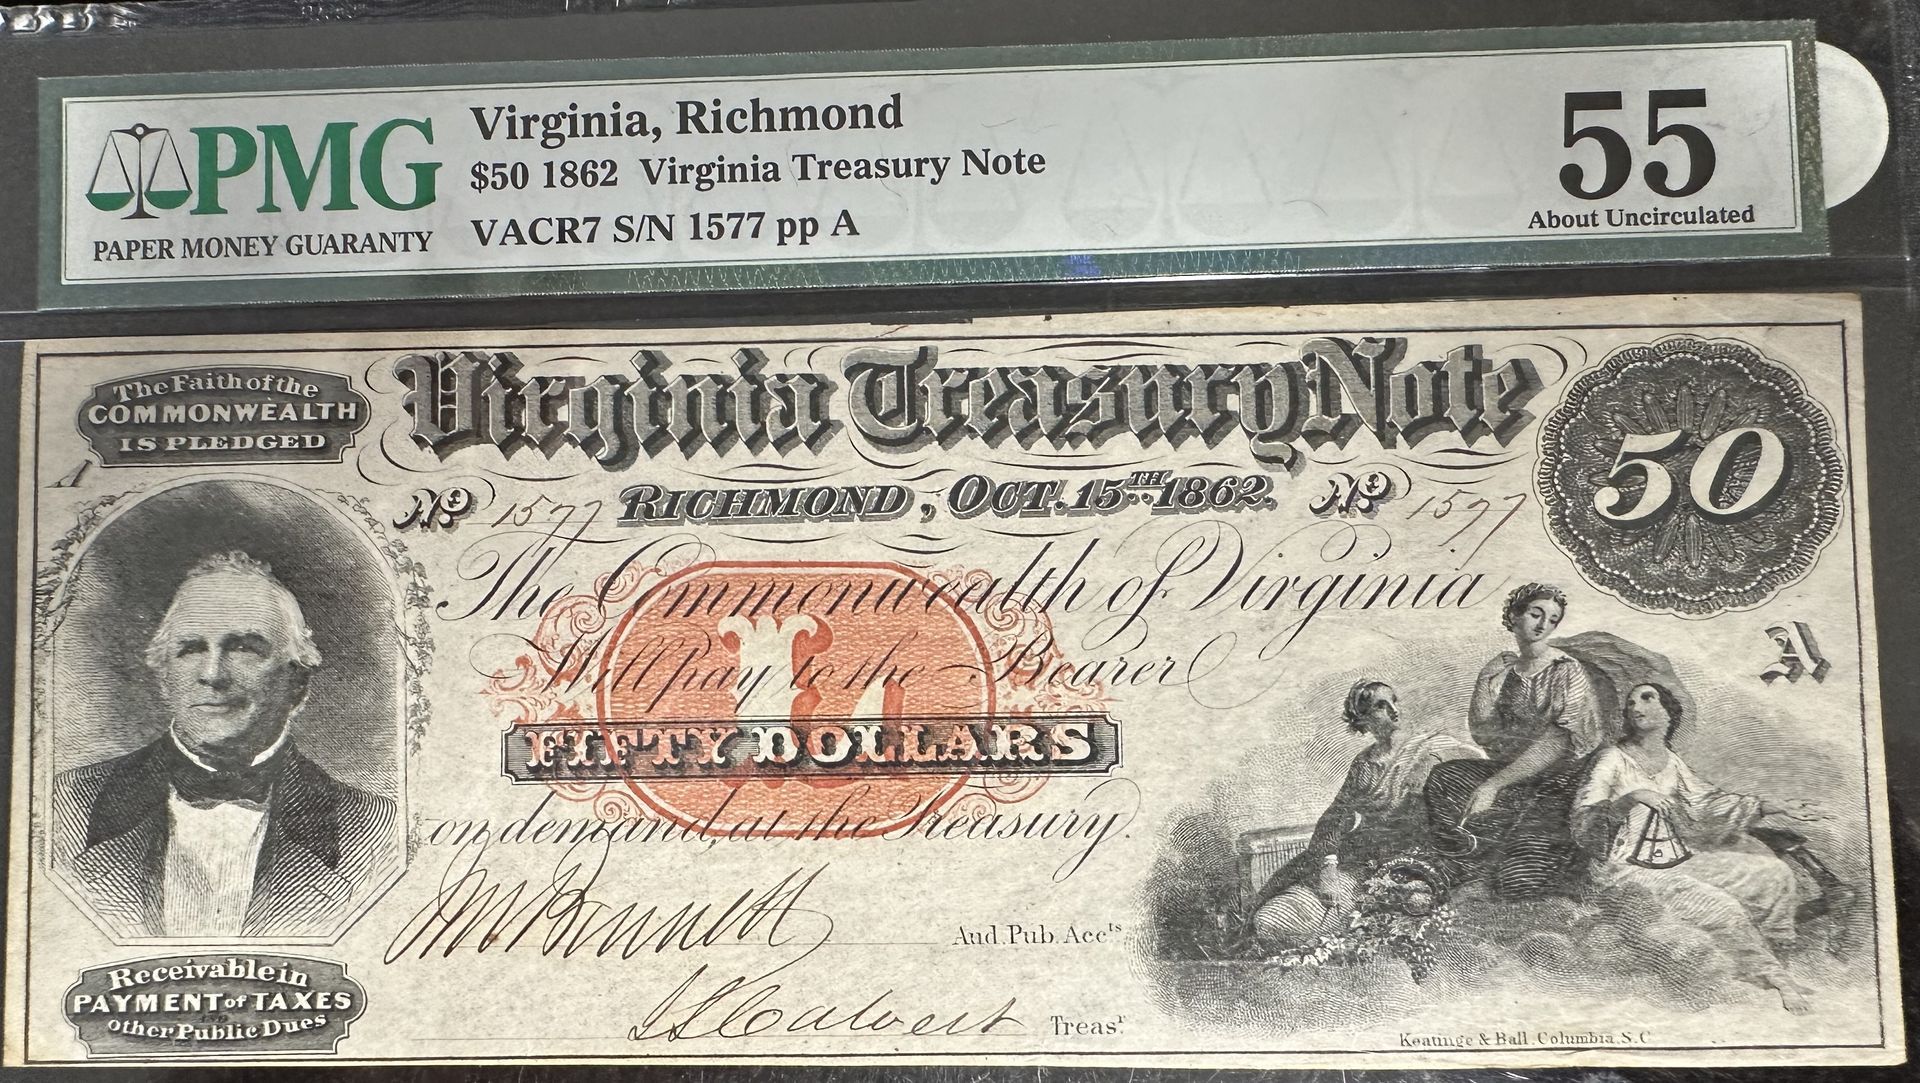 PMG
PAPER MONEY GUARANTY
Virginia, Richmond
$50 1862 Virginia Treasury Note
VACR7 S/N 1577 pp A
55
About Uncirculated
The Faith of the
COMMONWEALTH
IS PLEDGED
Virginia Treasury Note
50
No 1577 RICHMOND, OCT. 15TH 1862. No 1577
The Commonwealth of Virginia
A
Will pay to the Bearer
L
FIFTY DOLLARS
on demand, at the Treasury.
JMBennett Aud. Pub. Accts
JSCalvert Treasr.
Receivable in
PAYMENT of TAXES
AND
other Public Dues
Keatinge & Ball, Columbia, S.C